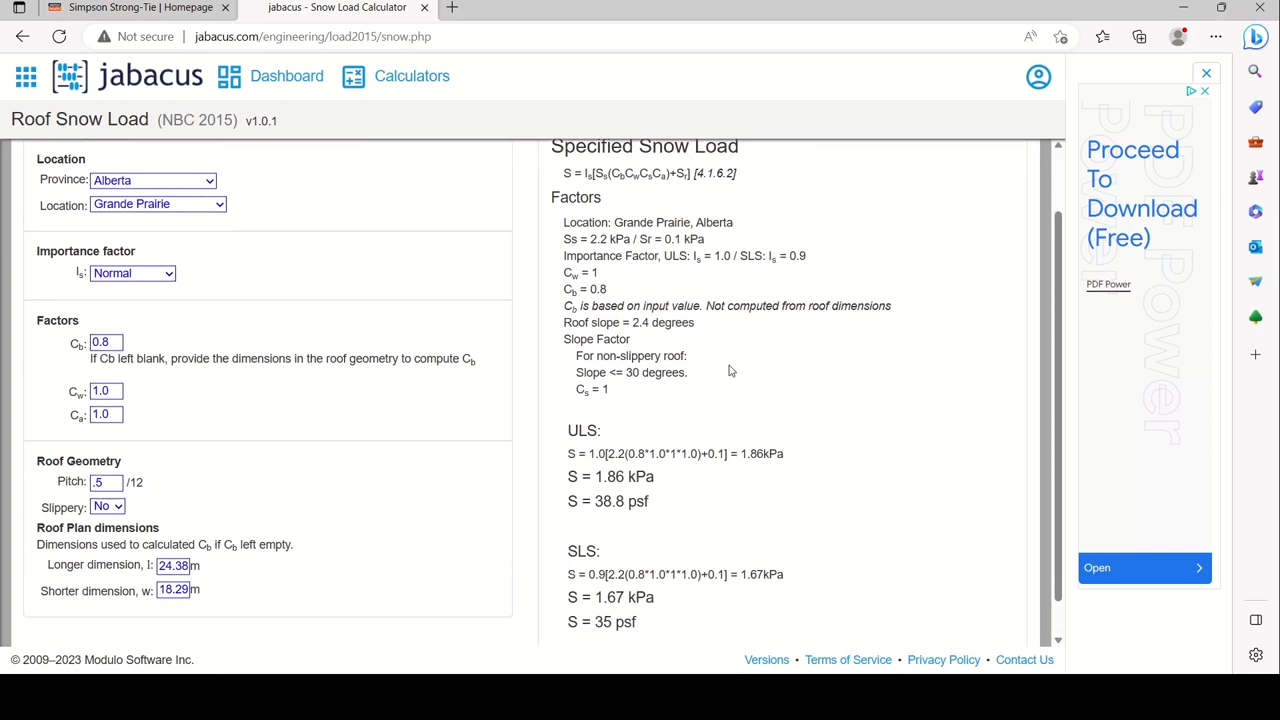 Simpson Strong-Tie | Homepage
jabacus - Snow Load Calculator
Not secure
jabacus.com/engineering/load2015/snow.php
jabacus
Dashboard
Calculators
Roof Snow Load (NBC 2015) v1.0.1
Location
Province: Alberta
Location: Grande Prairie
Importance factor
Is: Normal
Factors
Cb: 0.8
If Cb left blank, provide the dimensions in the roof geometry to compute Cb
Cw: 1.0
Ca: 1.0
Roof Geometry
Pitch: .5 /12
Slippery: No
Roof Plan dimensions
Dimensions used to calculated Cb if Cb left empty.
Longer dimension, l: 24.38 m
Shorter dimension, w: 18.29 m
Specified Snow Load
S = Is[Ss(CbCwCsCa)+Sr] [4.1.6.2]
Factors
Location: Grande Prairie, Alberta
Ss = 2.2 kPa / Sr = 0.1 kPa
Importance Factor, ULS: Is = 1.0 / SLS: Is = 0.9
Cw = 1
Cb = 0.8
Cb is based on input value. Not computed from roof dimensions
Roof slope = 2.4 degrees
Slope Factor
For non-slippery roof:
Slope <= 30 degrees.
Cs = 1
ULS:
S = 1.0[2.2(0.8*1.0*1*1.0)+0.1] = 1.86kPa
S = 1.86 kPa
S = 38.8 psf
SLS:
S = 0.9[2.2(0.8*1.0*1*1.0)+0.1] = 1.67kPa
S = 1.67 kPa
S = 35 psf
Proceed
To
Download
(Free)
PDF Power
Open
© 2009–2023 Modulo Software Inc.
Versions • Terms of Service • Privacy Policy • Contact Us